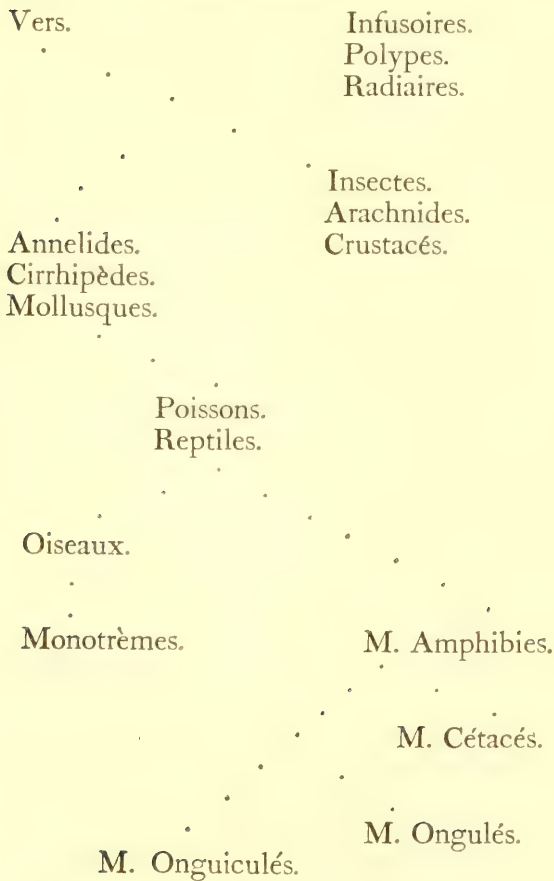 Vers.
Infusoires.
Polypes.
Radiaires.
Insectes.
Arachnides.
Crustacés.
Annelides.
Cirrhipèdes.
Mollusques.
Poissons.
Reptiles.
Oiseaux.
Monotrèmes.
M. Amphibies.
M. Cétacés.
M. Ongulés.
M. Onguiculés.